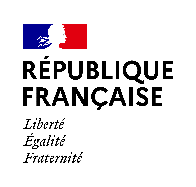 RÉPUBLIQUE
FRANÇAISE
Liberté
Égalité
Fraternité